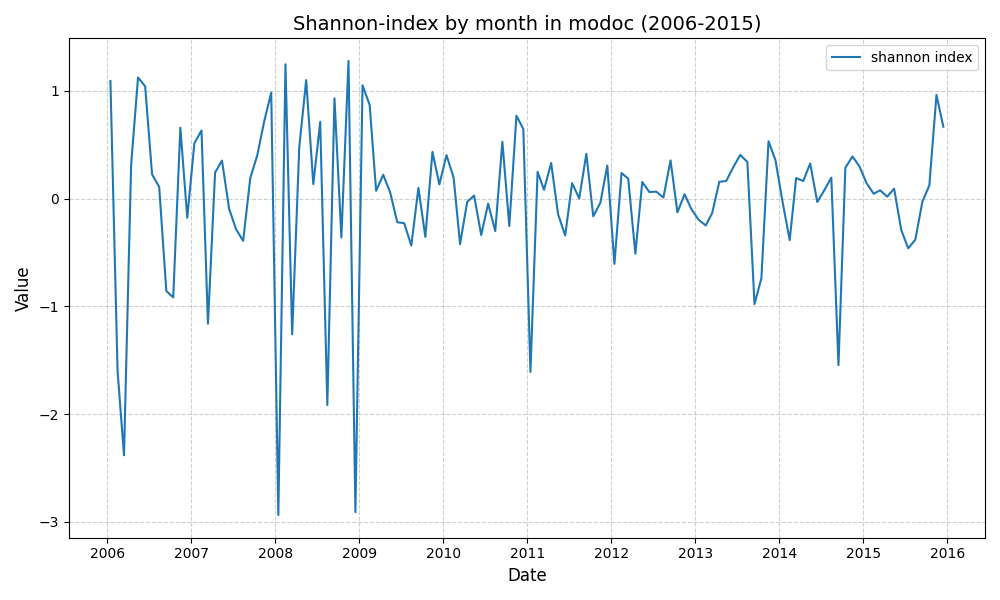 Shannon-index by month in modoc (2006-2015)
shannon index
Value
1
0
−1
−2
−3
2006 2007 2008 2009 2010 2011 2012 2013 2014 2015 2016
Date